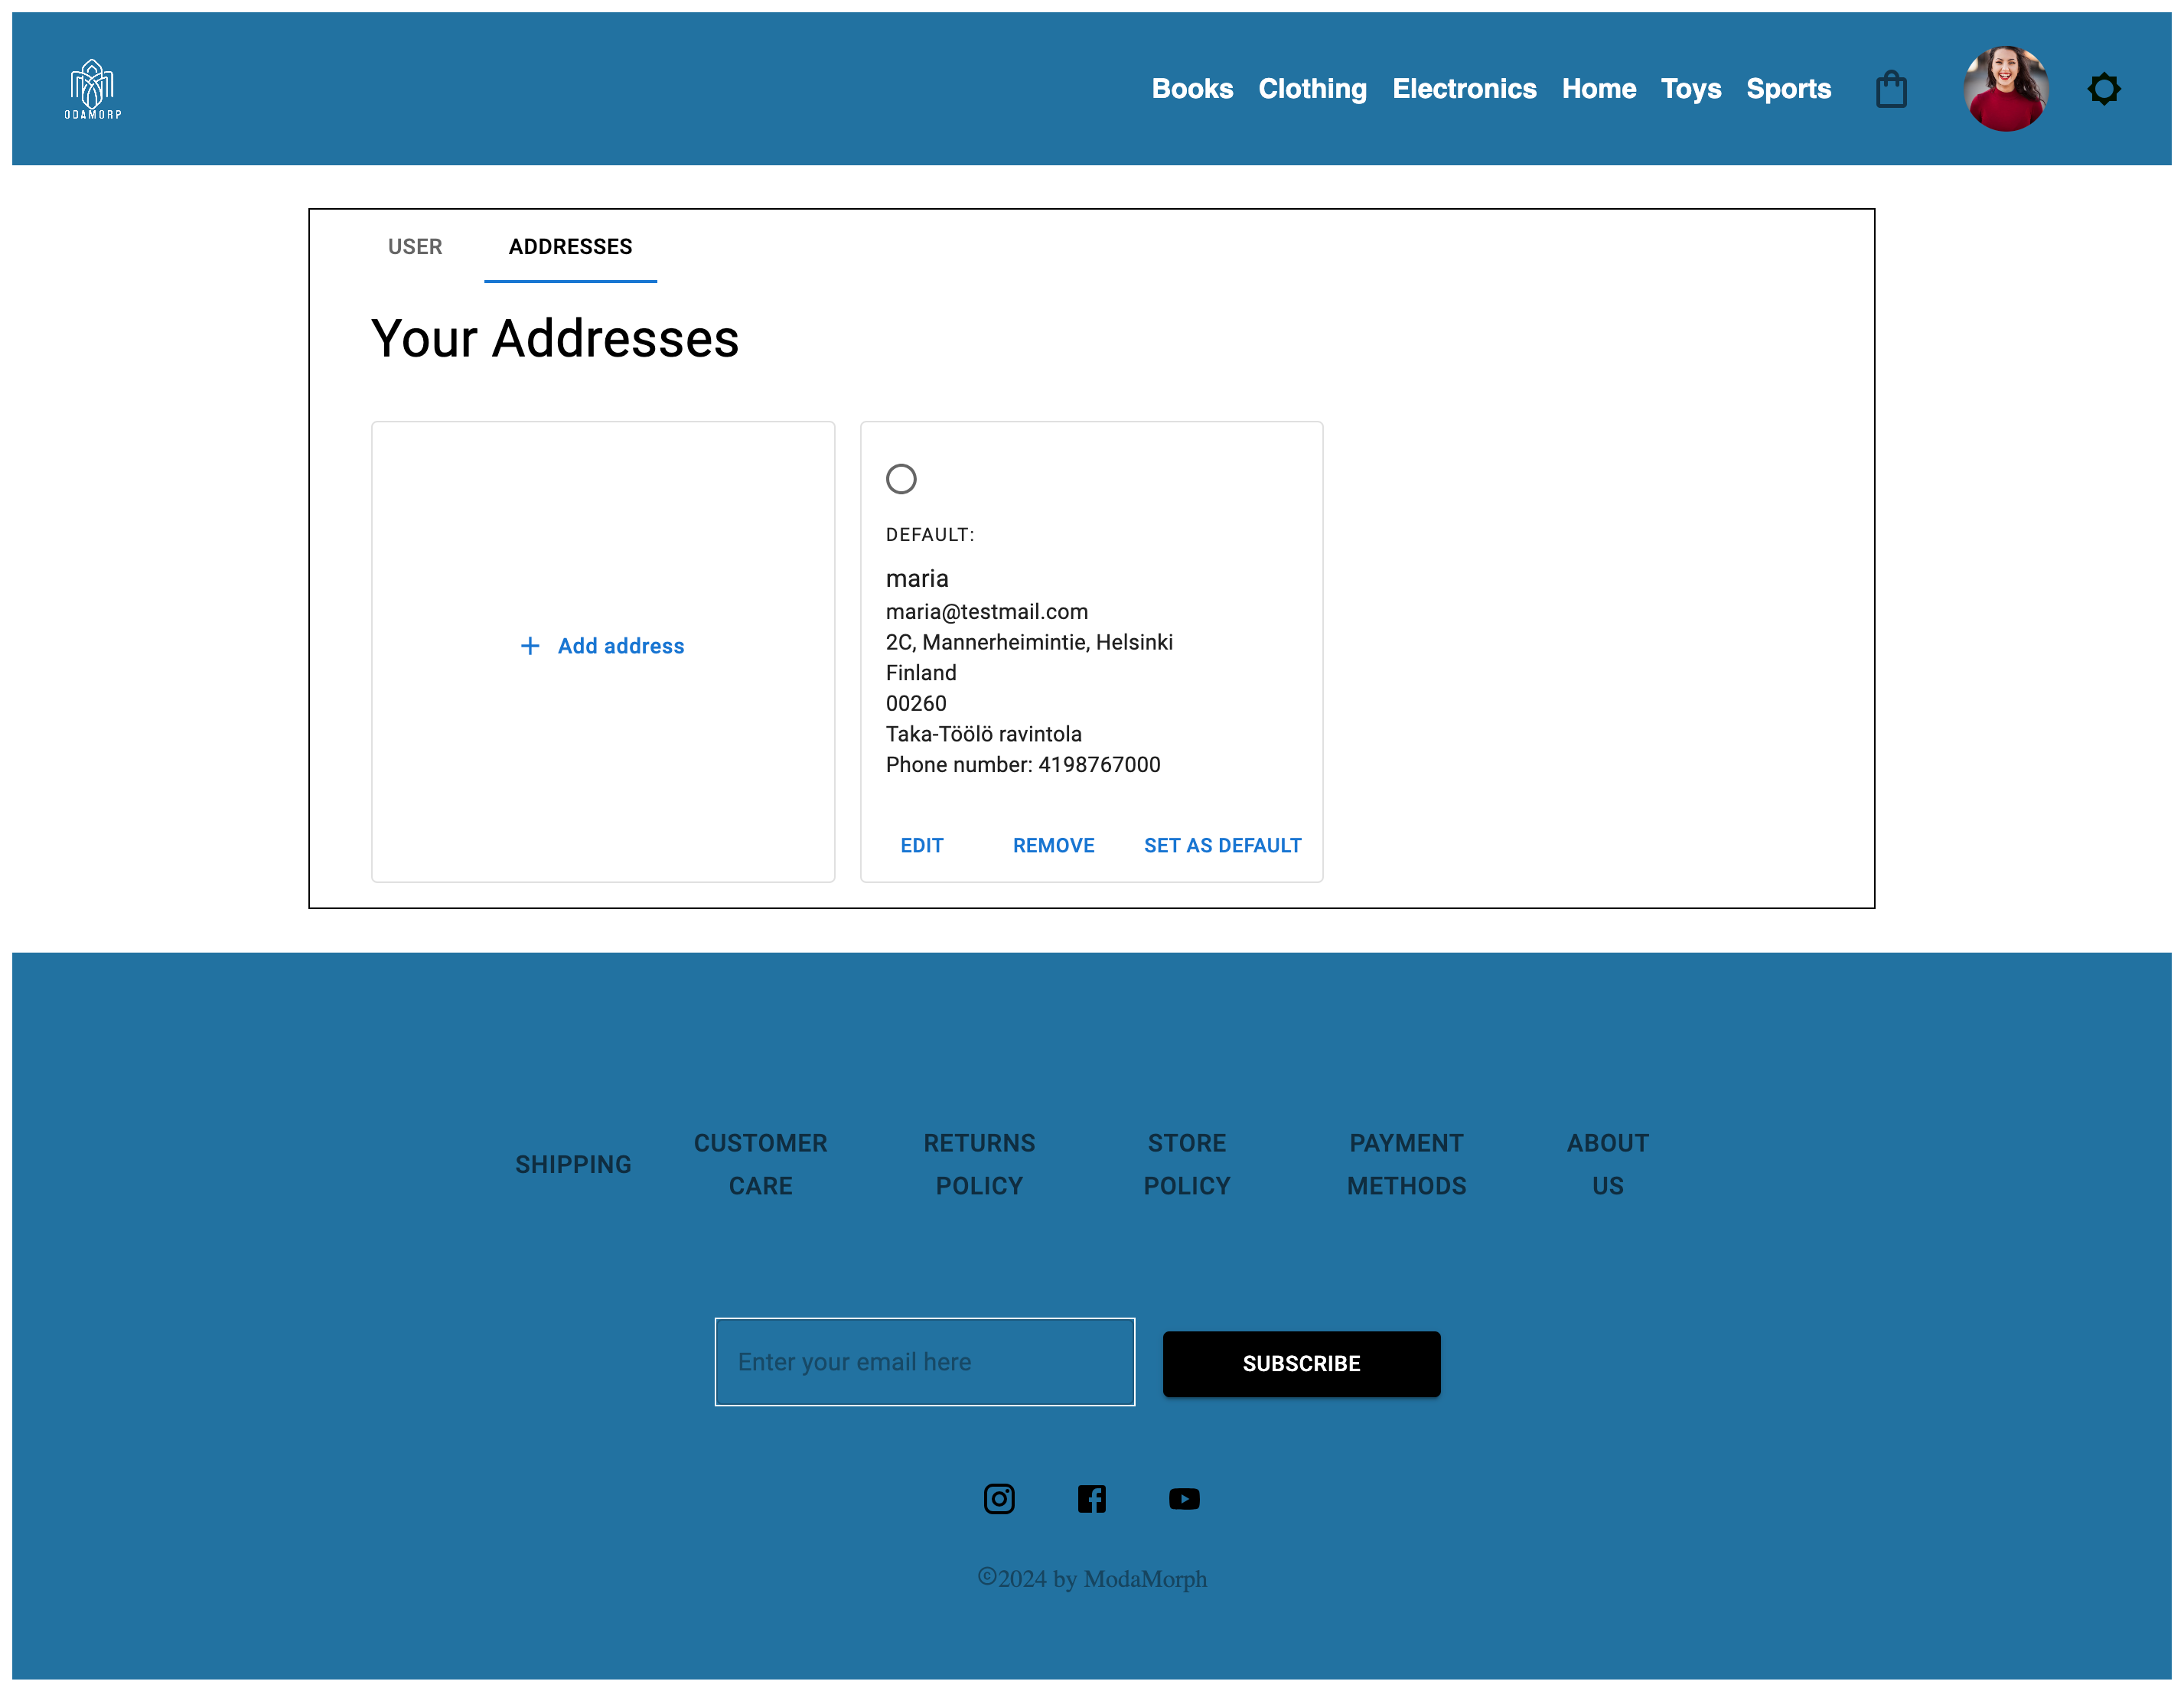 ODAMORP
Books Clothing Electronics Home Toys Sports
USER ADDRESSES
Your Addresses
+ Add address
DEFAULT:
maria
maria@testmail.com
2C, Mannerheimintie, Helsinki
Finland
00260
Taka-Töölö ravintola
Phone number: 4198767000
EDIT REMOVE SET AS DEFAULT
SHIPPING
CUSTOMER
CARE
RETURNS
POLICY
STORE
POLICY
PAYMENT
METHODS
ABOUT
US
Enter your email here
SUBSCRIBE
©2024 by ModaMorph